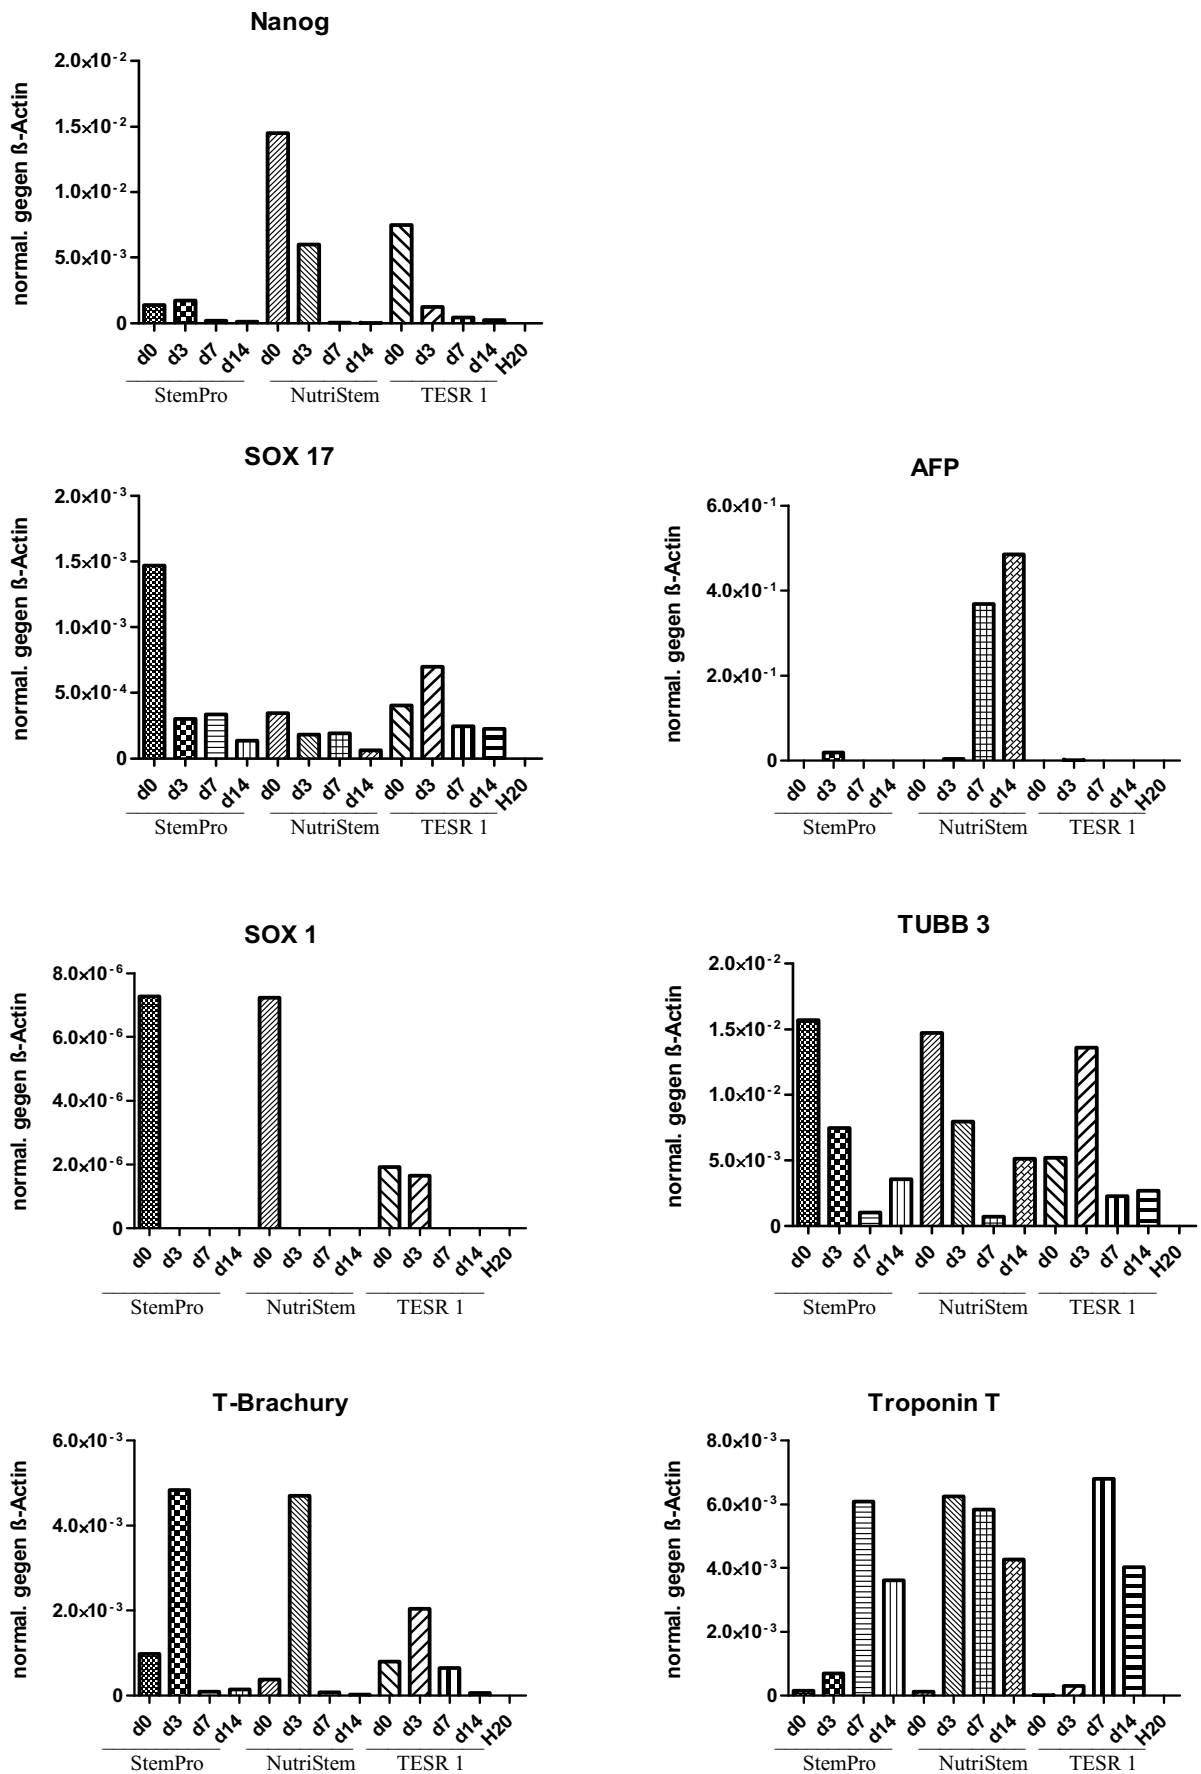 Nanog
normal. gegen ß-Actin
2.0×10⁻²
1.5×10⁻²
1.0×10⁻²
5.0×10⁻³
0
d0 d3 d7 d14 d0 d3 d7 d14 d0 d3 d7 d14 H20
StemPro NutriStem TESR 1
SOX 17
normal. gegen ß-Actin
2.0×10⁻³
1.5×10⁻³
1.0×10⁻³
5.0×10⁻⁴
0
d0 d3 d7 d14 d0 d3 d7 d14 d0 d3 d7 d14 H20
StemPro NutriStem TESR 1
AFP
normal. gegen ß-Actin
6.0×10⁻¹
4.0×10⁻¹
2.0×10⁻¹
0
d0 d3 d7 d14 d0 d3 d7 d14 d0 d3 d7 d14 H20
StemPro NutriStem TESR 1
SOX 1
normal. gegen ß-Actin
8.0×10⁻⁶
6.0×10⁻⁶
4.0×10⁻⁶
2.0×10⁻⁶
0
d0 d3 d7 d14 d0 d3 d7 d14 d0 d3 d7 d14 H20
StemPro NutriStem TESR 1
TUBB 3
normal. gegen ß-Actin
2.0×10⁻²
1.5×10⁻²
1.0×10⁻²
5.0×10⁻³
0
d0 d3 d7 d14 d0 d3 d7 d14 d0 d3 d7 d14 H20
StemPro NutriStem TESR 1
T-Brachury
normal. gegen ß-Actin
6.0×10⁻³
4.0×10⁻³
2.0×10⁻³
0
d0 d3 d7 d14 d0 d3 d7 d14 d0 d3 d7 d14 H20
StemPro NutriStem TESR 1
Troponin T
normal. gegen ß-Actin
8.0×10⁻³
6.0×10⁻³
4.0×10⁻³
2.0×10⁻³
0
d0 d3 d7 d14 d0 d3 d7 d14 d0 d3 d7 d14 H20
StemPro NutriStem TESR 1